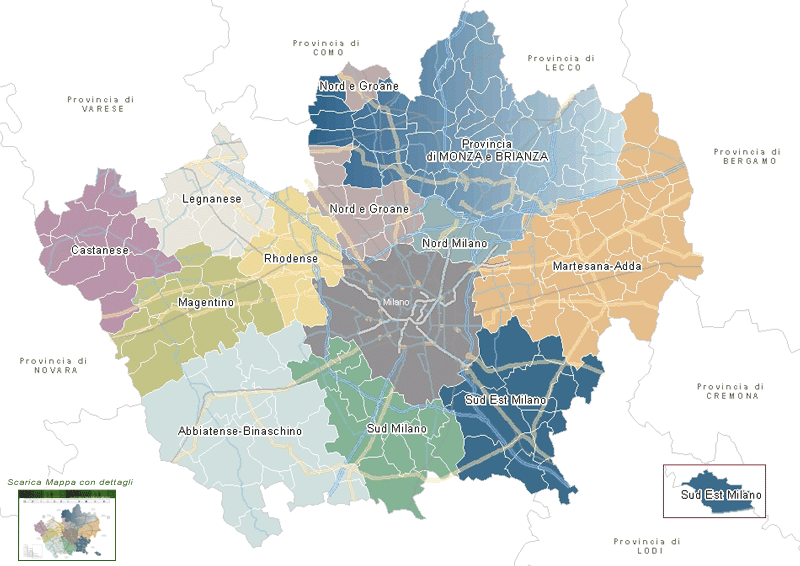 Provincia di
COMO
Provincia di
LECCO
Nord e Groane
Provincia di
VARESE
Provincia
di MONZA e BRIANZA
Provincia di
BERGAMO
Legnanese
Nord e Groane
Castanese
Rhodense
Nord Milano
Martesana-Adda
Magentino
Milano
Provincia di
NOVARA
Provincia di
CREMONA
Sud Est Milano
Abbiatense-Binaschino
Sud Milano
Scarica Mappa con dettagli
Sud Est Milano
Provincia di
LODI